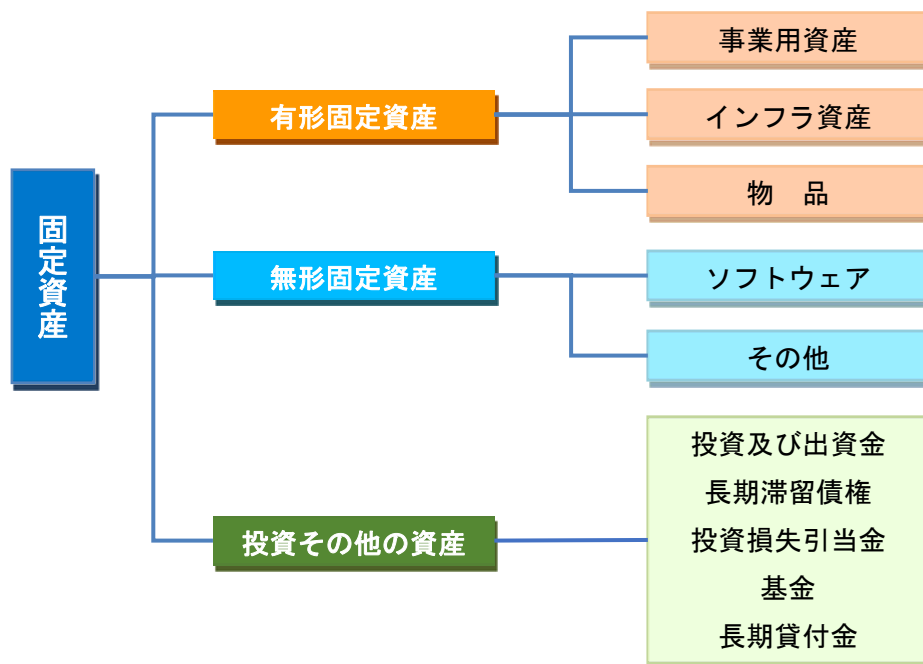 固定資産
有形固定資産
事業用資産
インフラ資産
物　品
無形固定資産
ソフトウェア
その他
投資その他の資産
投資及び出資金
長期滞留債権
投資損失引当金
基金
長期貸付金